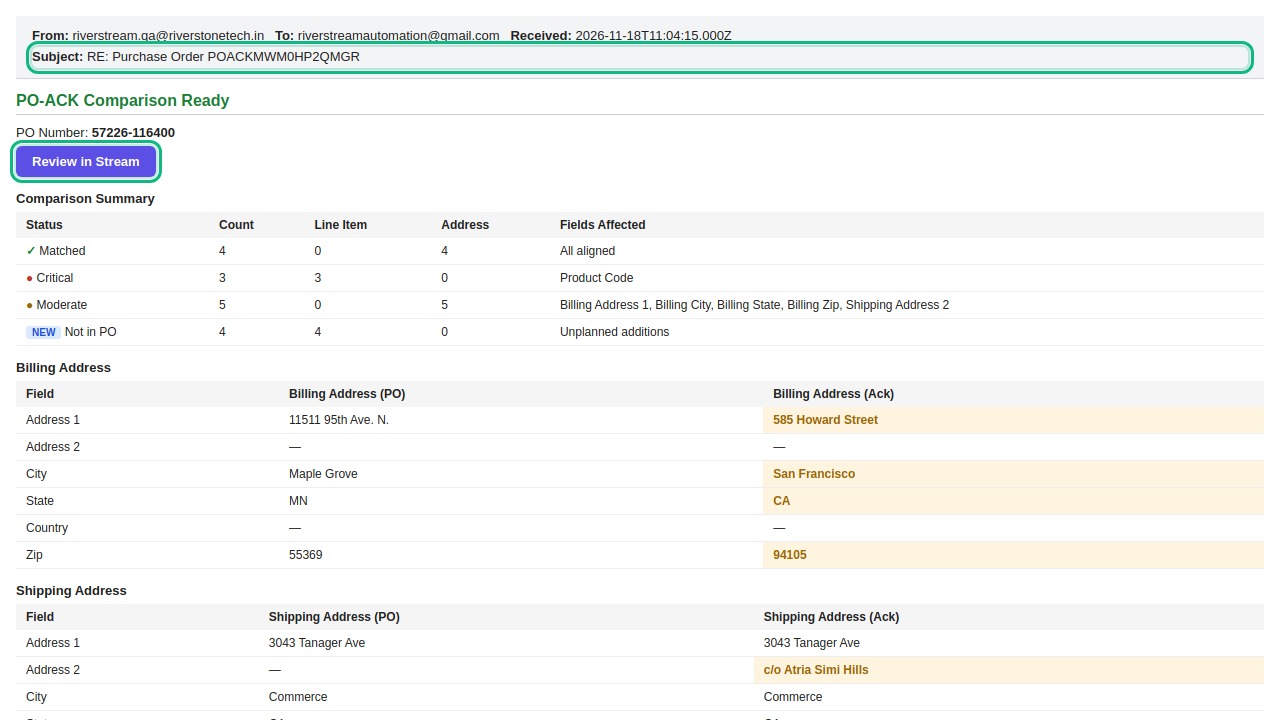 From: riverstream.qa@riverstonetech.in To: riverstreamautomation@gmail.com Received: 2026-11-18T11:04:15.000Z
Subject: RE: Purchase Order POACKMWM0HP2QMGR
PO-ACK Comparison Ready
PO Number: 57226-116400
Review in Stream
Comparison Summary
Status Count Line Item Address Fields Affected
✓ Matched 4 0 4 All aligned
● Critical 3 3 0 Product Code
● Moderate 5 0 5 Billing Address 1, Billing City, Billing State, Billing Zip, Shipping Address 2
NEW Not in PO 4 4 0 Unplanned additions
Billing Address
Field Billing Address (PO) Billing Address (Ack)
Address 1 11511 95th Ave. N. 585 Howard Street
Address 2 — —
City Maple Grove San Francisco
State MN CA
Country — —
Zip 55369 94105
Shipping Address
Field Shipping Address (PO) Shipping Address (Ack)
Address 1 3043 Tanager Ave 3043 Tanager Ave
Address 2 — c/o Atria Simi Hills
City Commerce Commerce